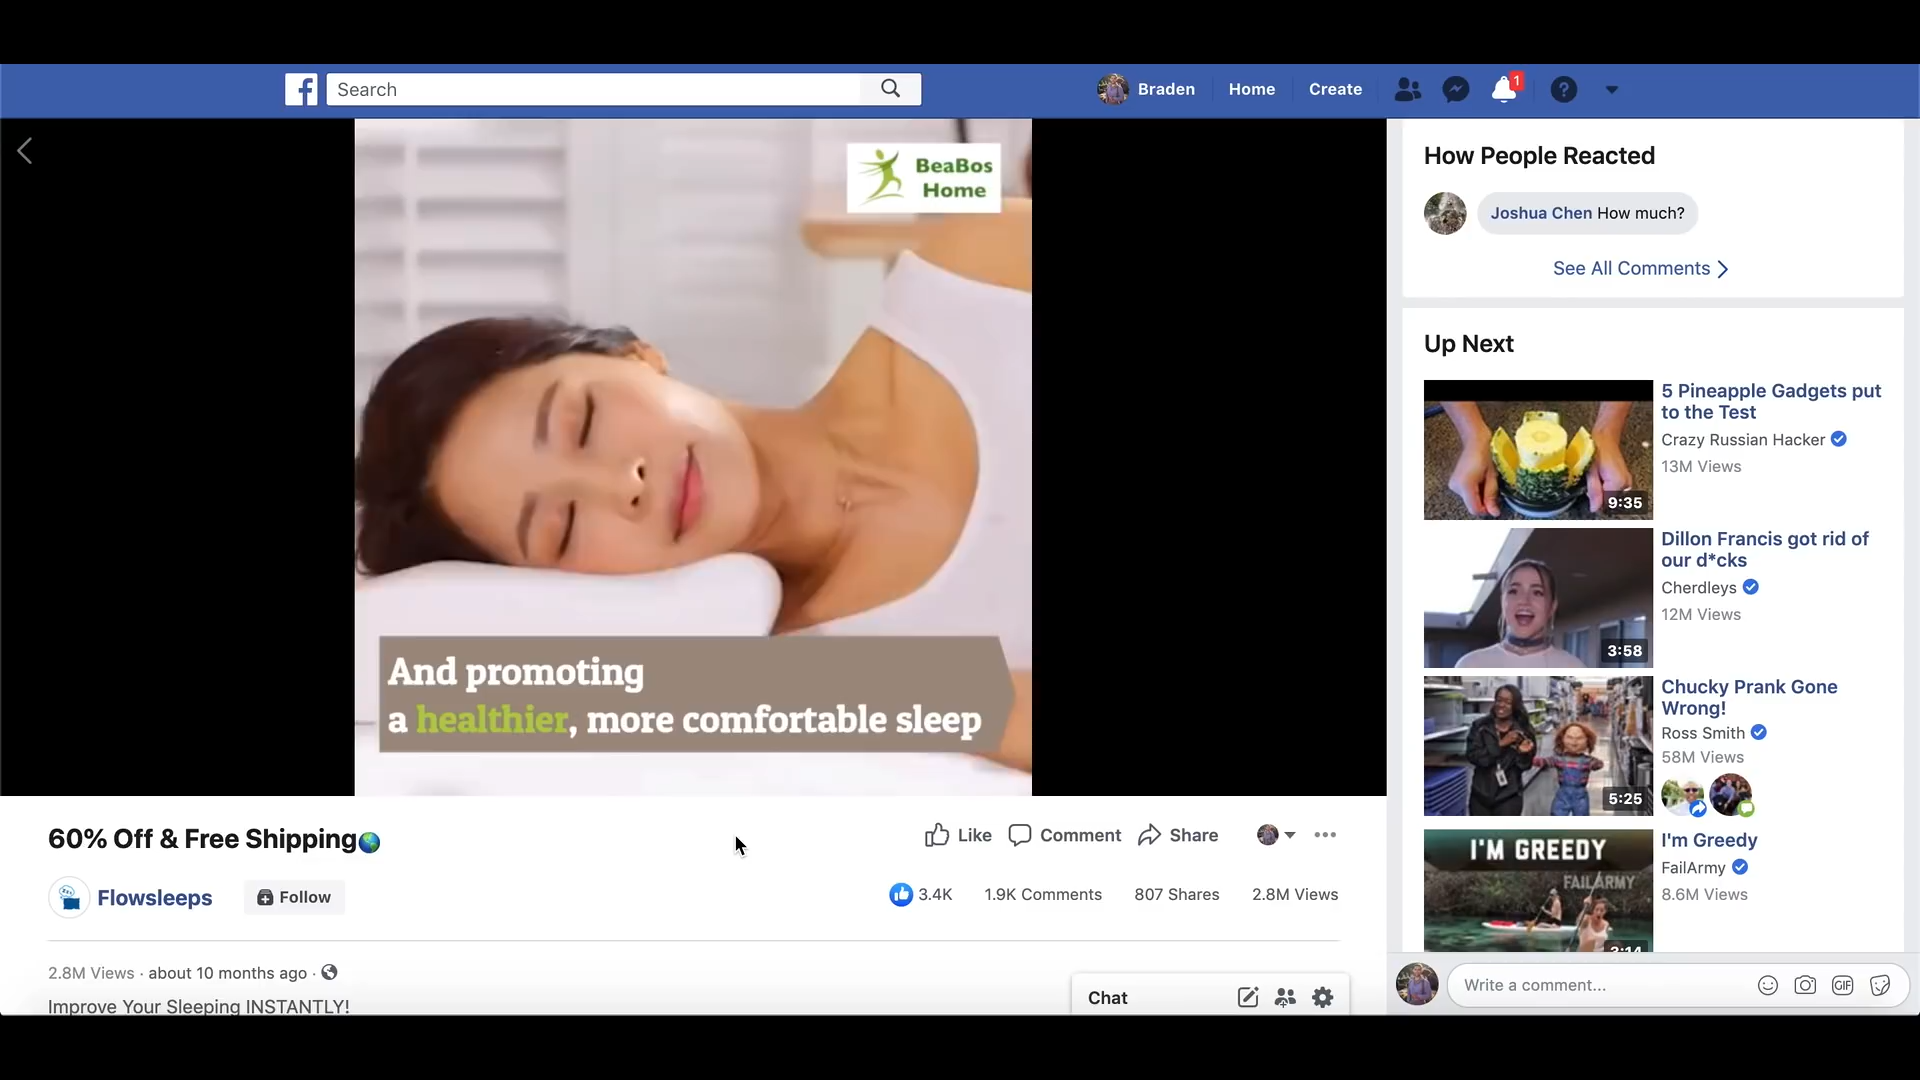 Search
Braden
Home
Create
1
BeaBos
Home
And promoting
a healthier, more comfortable sleep
60% Off & Free Shipping
Like
Comment
Share
Flowsleeps
Follow
3.4K
1.9K Comments
807 Shares
2.8M Views
2.8M Views · about 10 months ago ·
Improve Your Sleeping INSTANTLY!
Chat
How People Reacted
Joshua Chen How much?
See All Comments
Up Next
5 Pineapple Gadgets put
to the Test
Crazy Russian Hacker
13M Views
9:35
Dillon Francis got rid of
our d*cks
Cherdleys
12M Views
3:58
Chucky Prank Gone
Wrong!
Ross Smith
58M Views
5:25
I'M GREEDY
FAILARMY
I'm Greedy
FailArmy
8.6M Views
3:14
Write a comment...
GIF